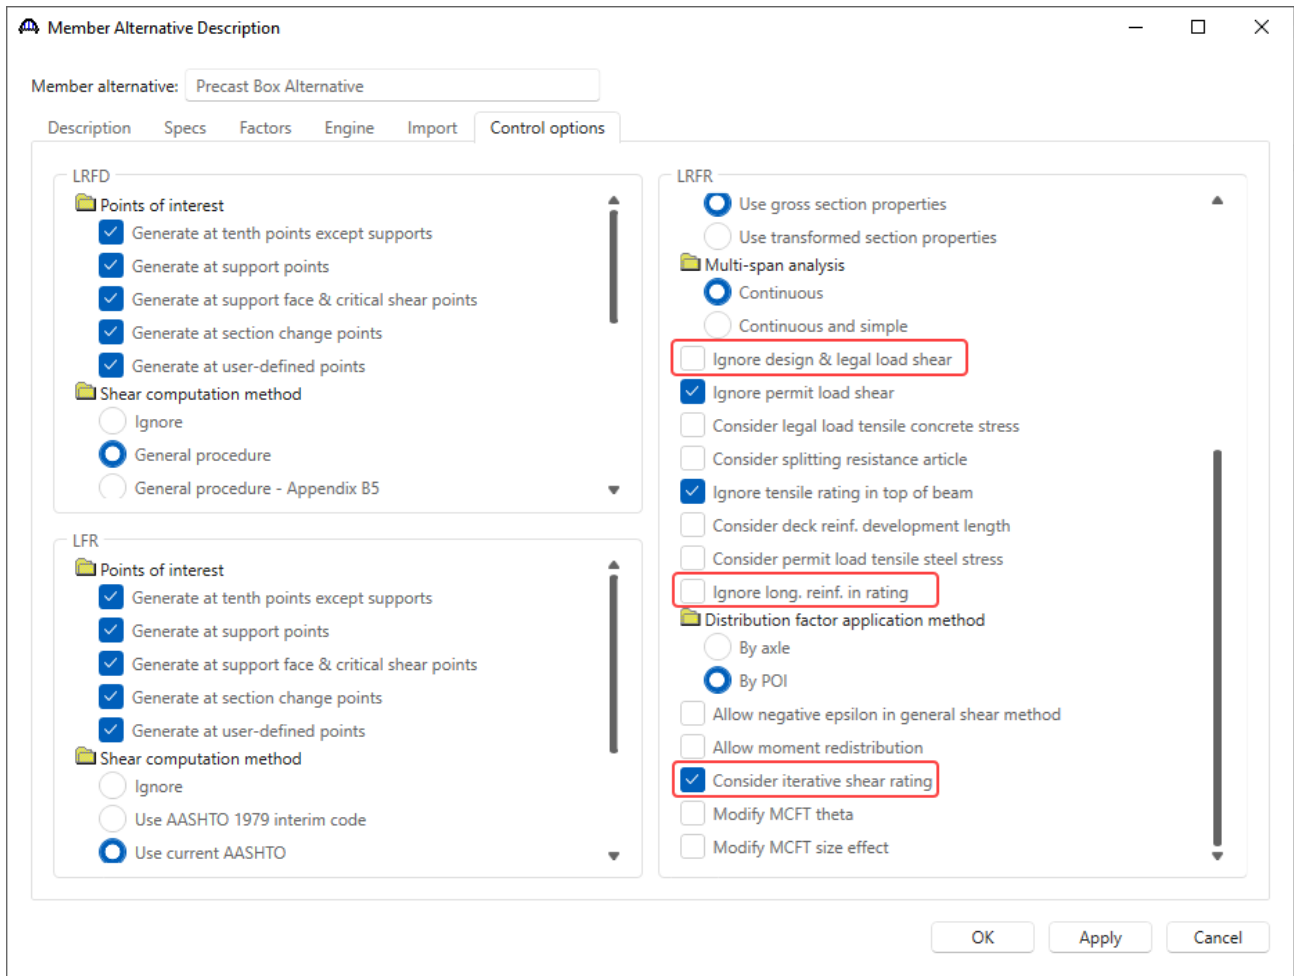 Member Alternative Description
Member alternative: Precast Box Alternative
Description Specs Factors Engine Import Control options
LRFD
Points of interest
Generate at tenth points except supports
Generate at support points
Generate at support face & critical shear points
Generate at section change points
Generate at user-defined points
Shear computation method
Ignore
General procedure
General procedure - Appendix B5
LFR
Points of interest
Generate at tenth points except supports
Generate at support points
Generate at support face & critical shear points
Generate at section change points
Generate at user-defined points
Shear computation method
Ignore
Use AASHTO 1979 interim code
Use current AASHTO
LRFR
Use gross section properties
Use transformed section properties
Multi-span analysis
Continuous
Continuous and simple
Ignore design & legal load shear
Ignore permit load shear
Consider legal load tensile concrete stress
Consider splitting resistance article
Ignore tensile rating in top of beam
Consider deck reinf. development length
Consider permit load tensile steel stress
Ignore long. reinf. in rating
Distribution factor application method
By axle
By POI
Allow negative epsilon in general shear method
Allow moment redistribution
Consider iterative shear rating
Modify MCFT theta
Modify MCFT size effect
OK Apply Cancel